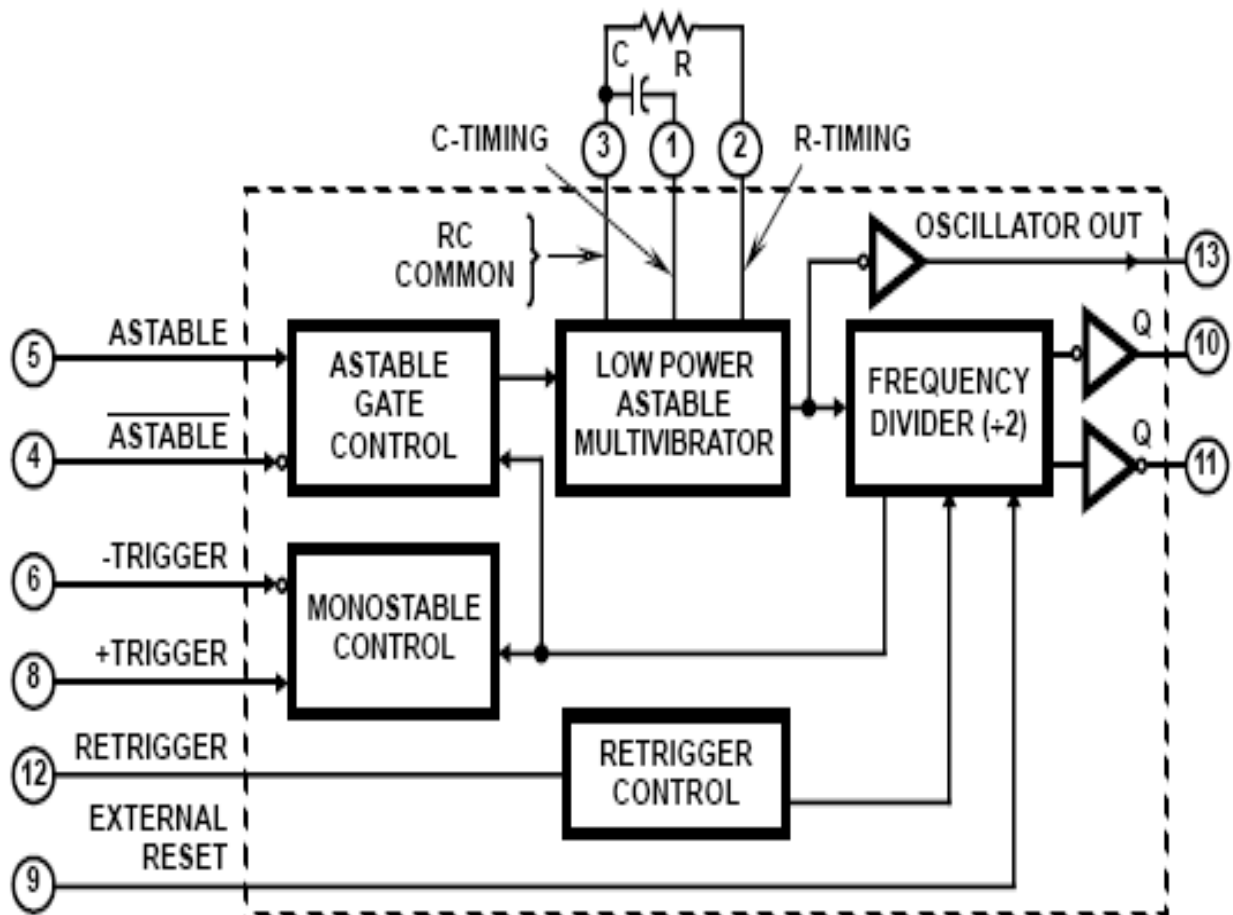 C
R
C-TIMING
3
1
2
R-TIMING
RC
COMMON
OSCILLATOR OUT
13
5
ASTABLE
ASTABLE
GATE
CONTROL
LOW POWER
ASTABLE
MULTIVIBRATOR
FREQUENCY
DIVIDER (÷2)
Q
10
4
ASTABLE
Q
11
6
-TRIGGER
MONOSTABLE
CONTROL
8
+TRIGGER
12
RETRIGGER
RETRIGGER
CONTROL
EXTERNAL
RESET
9